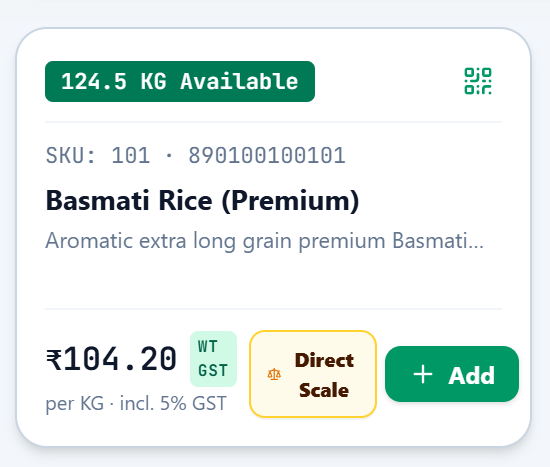 124.5 KG Available
SKU: 101 · 890100100101
Basmati Rice (Premium)
Aromatic extra long grain premium Basmati...
₹104.20
WT
GST
per KG · incl. 5% GST
Direct
Scale
+ Add